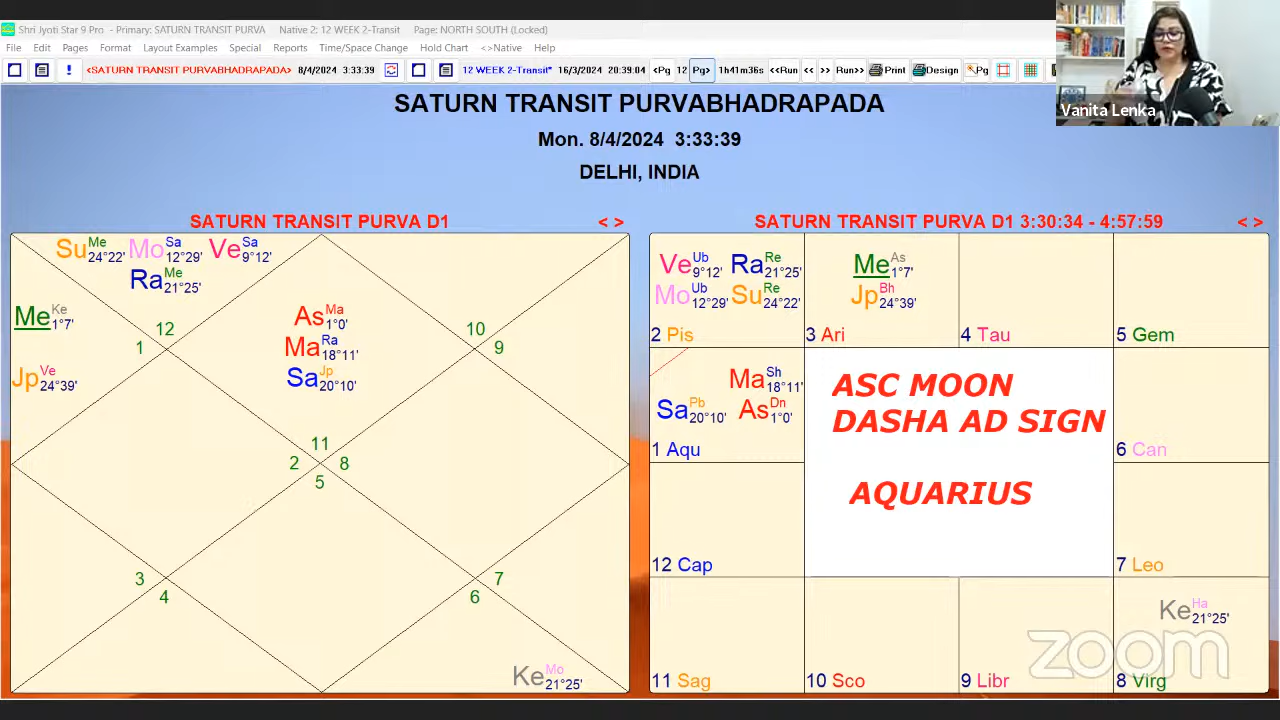 Shri Jyoti Star 9 Pro - Primary: SATURN TRANSIT PURVA Native 2: 12 WEEK 2-Transit Page: NORTH SOUTH (Locked)
File Edit Pages Format Layout Examples Special Reports Time/Space Change Hold Chart <>Native Help
<SATURN TRANSIT PURVABHADRAPADA> 8/4/2024 3:33:39 12 WEEK 2-Transit* 16/3/2024 20:39:04 <Pg 12 Pg> 1h41m36s <<Run << >> Run>> Print Design Pg
Vanita Lenka
SATURN TRANSIT PURVABHADRAPADA
Mon. 8/4/2024 3:33:39
DELHI, INDIA
SATURN TRANSIT PURVA D1 < >
Su Me 24°22' Mo Sa 12°29' Ve Sa 9°12'
Ra Me 21°25'
Me Ke 1°7'
As Ma 1°0'
12 10
Ma Ra 18°11'
1 9
Jp Ve 24°39'
Sa Jp 20°10'
11
2 8
5
3 7
4 6
Ke Mo 21°25'
SATURN TRANSIT PURVA D1 3:30:34 - 4:57:59 < >
Ve Ub 9°12' Ra Re 21°25' Me As 1°7'
Mo Ub 12°29' Su Re 24°22' Jp Bh 24°39'
2 Pis 3 Ari 4 Tau 5 Gem
Ma Sh 18°11'
Sa Pb 20°10' As Dn 1°0'
1 Aqu 6 Can
ASC MOON
DASHA AD SIGN
AQUARIUS
12 Cap 7 Leo
Ke Ha 21°25'
11 Sag 10 Sco 9 Libr 8 Virg
zoom